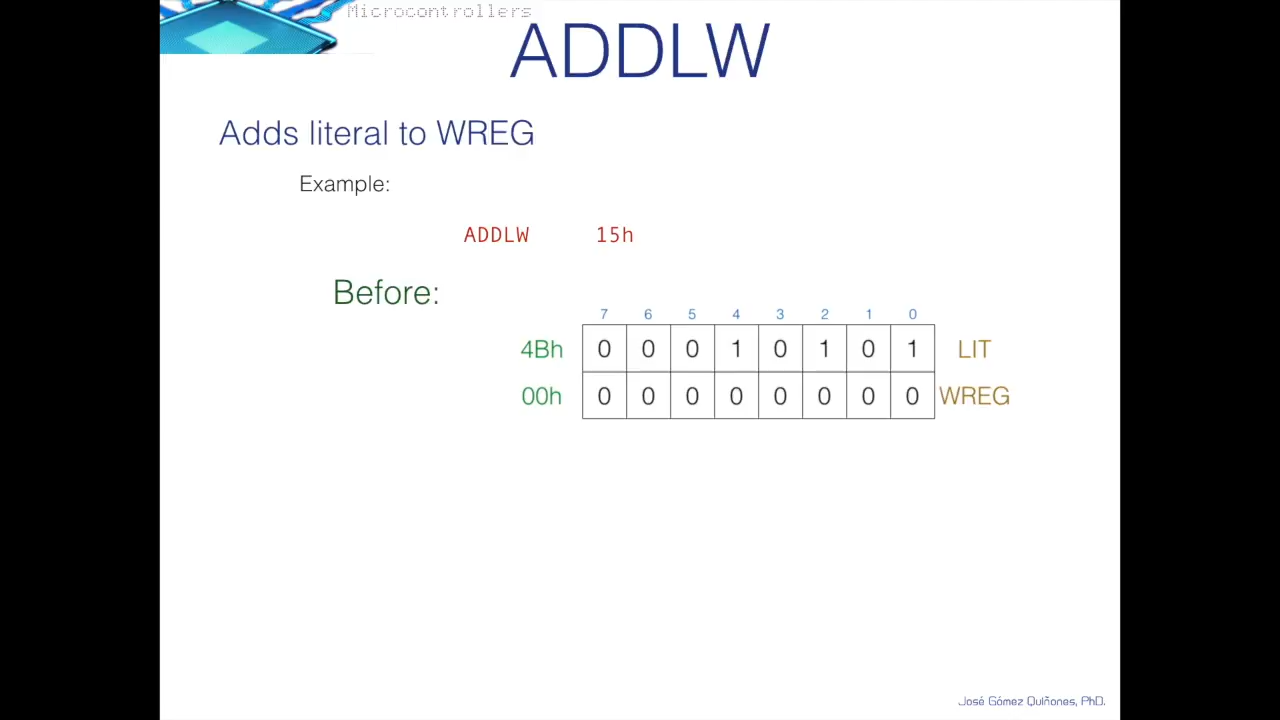 Microcontrollers
ADDLW
Adds literal to WREG
Example:
ADDLW 15h
Before:
7 6 5 4 3 2 1 0
4Bh 0 0 0 1 0 1 0 1 LIT
00h 0 0 0 0 0 0 0 0 WREG
José Gómez Quiñones, PhD.